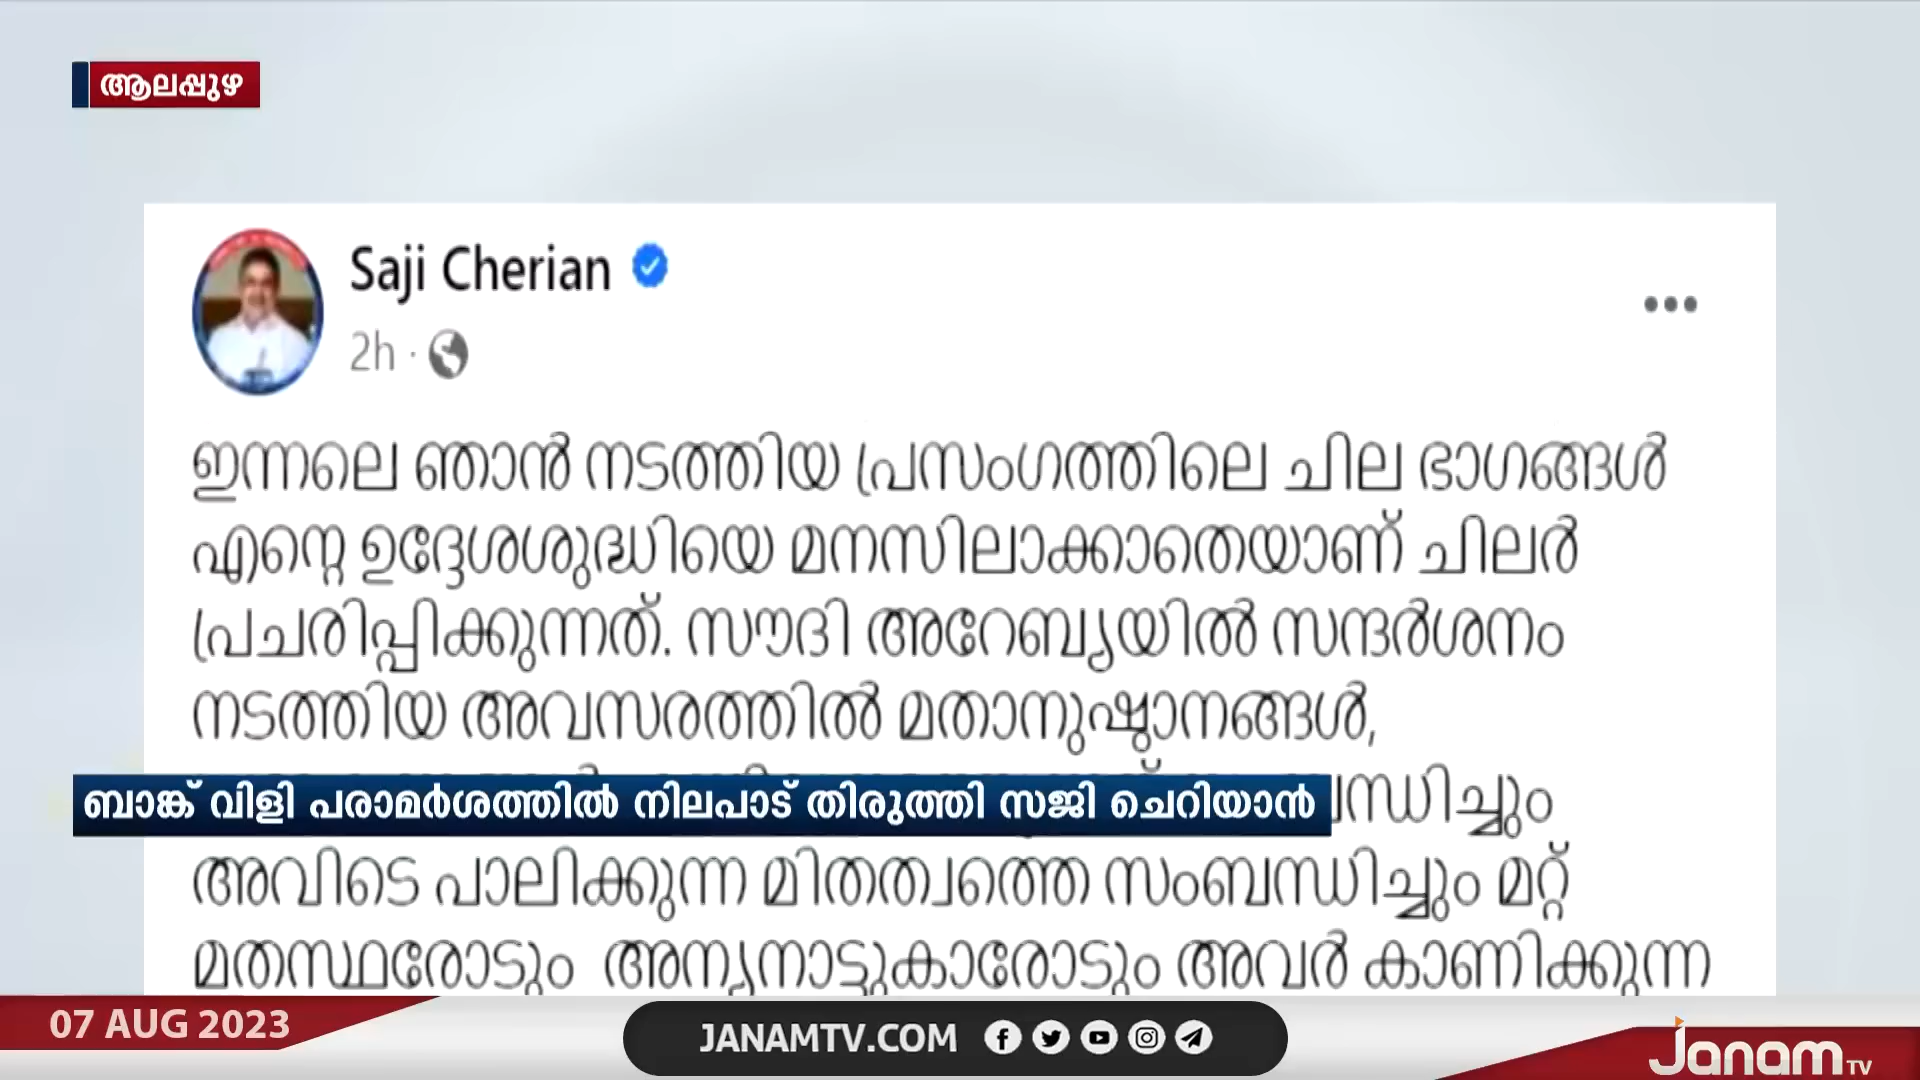 ആലപ്പുഴ
Saji Cherian
2h ·
ഇന്നലെ ഞാൻ നടത്തിയ പ്രസംഗത്തിലെ ചില ഭാഗങ്ങൾ
എന്റെ ഉദ്ദേശശുദ്ധിയെ മനസിലാക്കാതെയാണ് ചിലർ
പ്രചരിപ്പിക്കുന്നത്. സൗദി അറേബ്യയിൽ സന്ദർശനം
നടത്തിയ അവസരത്തിൽ മതാനുഷ്ഠാനങ്ങൾ,
ബാങ്ക് വിളി പരാമർശത്തിൽ നിലപാട് തിരുത്തി സജി ചെറിയാൻ
അവിടെ പാലിക്കുന്ന മിതത്വത്തെ സംബന്ധിച്ചും മറ്റ്
മതസ്ഥരോടും അന്യനാട്ടുകാരോടും അവർ കാണിക്കുന്ന
07 AUG 2023
JANAMTV.COM
Janam TV